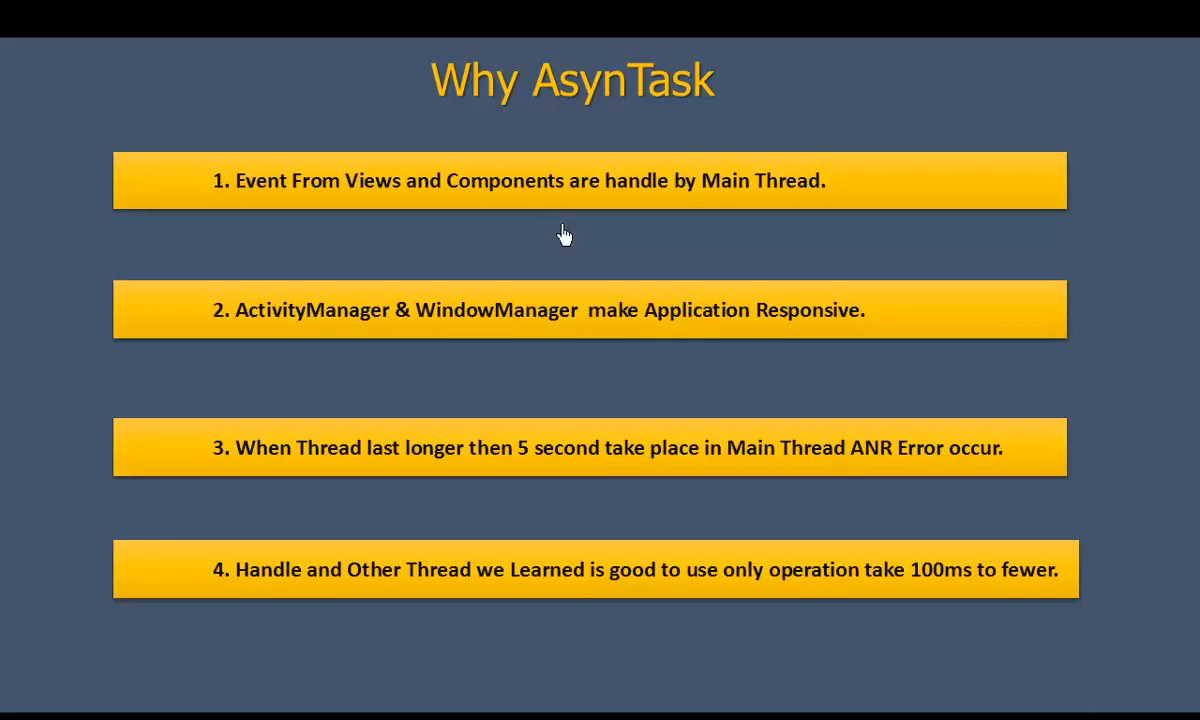 Why AsynTask
1. Event From Views and Components are handle by Main Thread.
2. ActivityManager & WindowManager  make Application Responsive.
3. When Thread last longer then 5 second take place in Main Thread ANR Error occur.
4. Handle and Other Thread we Learned is good to use only operation take 100ms to fewer.